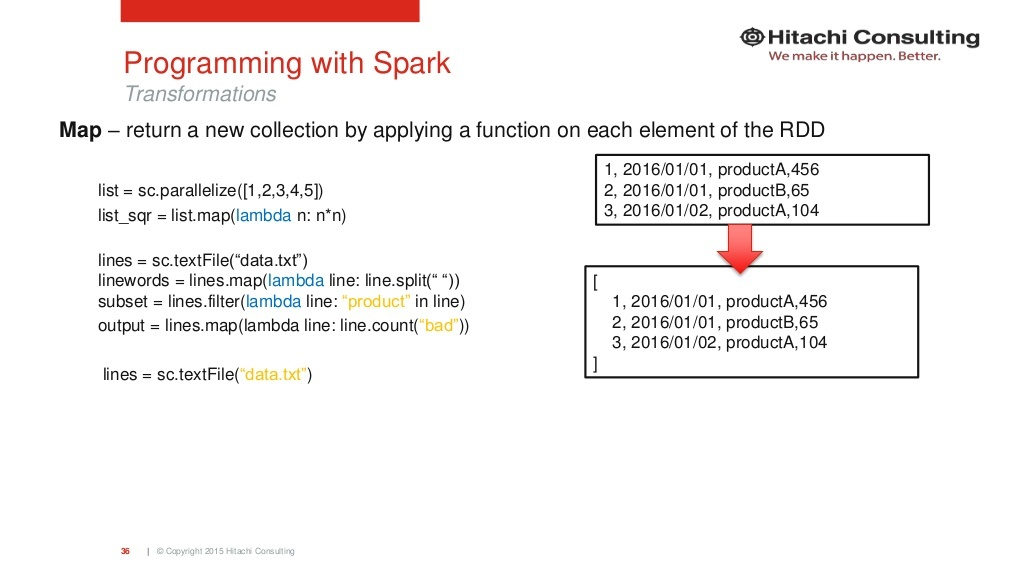 Hitachi Consulting
We make it happen. Better.
Programming with Spark
Transformations
Map – return a new collection by applying a function on each element of the RDD
list = sc.parallelize([1,2,3,4,5])
list_sqr = list.map(lambda n: n*n)
lines = sc.textFile(“data.txt”)
linewords = lines.map(lambda line: line.split(“ “))
subset = lines.filter(lambda line: “product” in line)
output = lines.map(lambda line: line.count(“bad”))
lines = sc.textFile(“data.txt”)
1, 2016/01/01, productA,456
2, 2016/01/01, productB,65
3, 2016/01/02, productA,104
[
1, 2016/01/01, productA,456
2, 2016/01/01, productB,65
3, 2016/01/02, productA,104
]
36 | © Copyright 2015 Hitachi Consulting